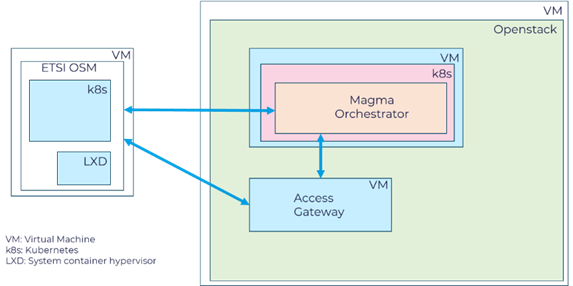 VM
Openstack
VM
ETSI OSM
k8s
LXD
VM
k8s
Magma
Orchestrator
VM
Access
Gateway
VM: Virtual Machine
k8s: Kubernetes
LXD: System container hypervisor